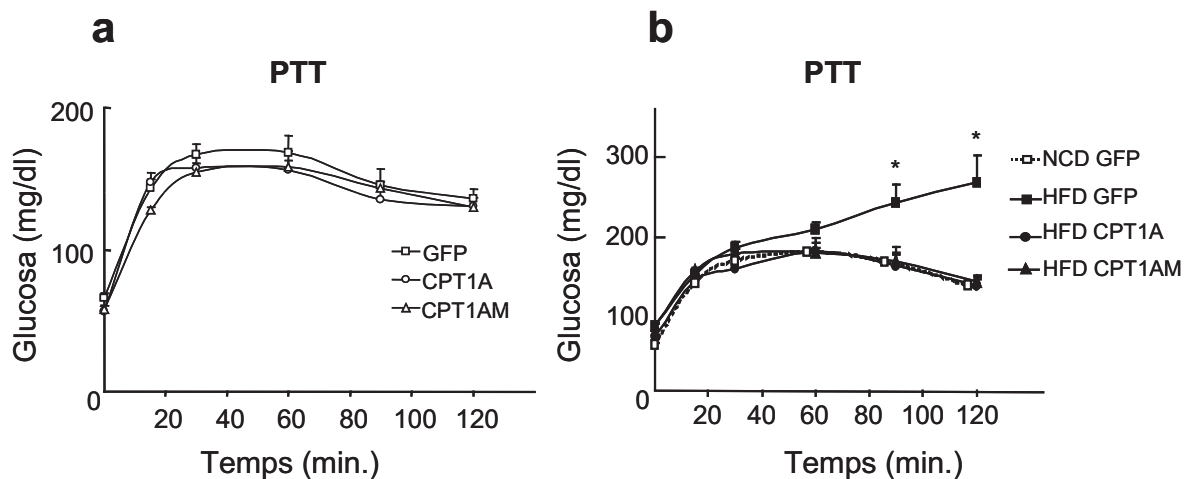 a
PTT
200
100
0
Glucosa (mg/dl)
20 40 60 80 100 120
Temps (min.)
GFP
CPT1A
CPT1AM
b
PTT
300
200
100
0
Glucosa (mg/dl)
* *
20 40 60 80 100 120
Temps (min.)
NCD GFP
HFD GFP
HFD CPT1A
HFD CPT1AM